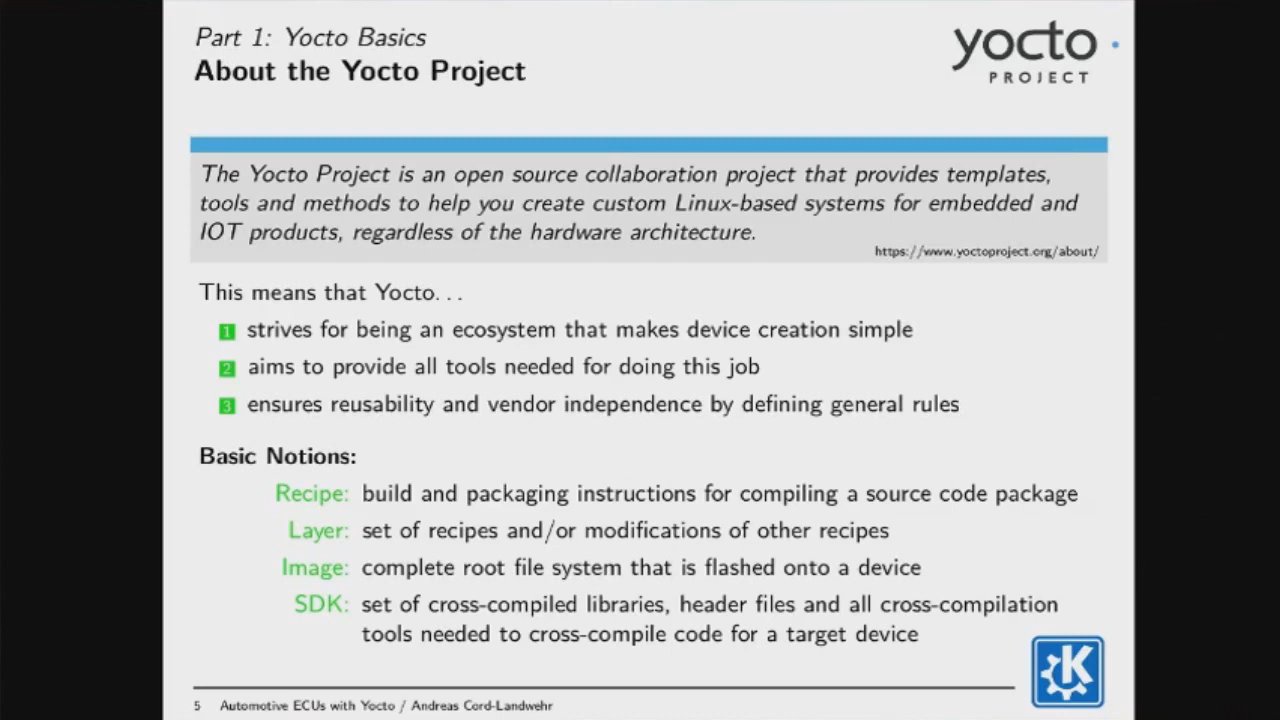 Part 1: Yocto Basics
About the Yocto Project
yocto
PROJECT
The Yocto Project is an open source collaboration project that provides templates,
tools and methods to help you create custom Linux-based systems for embedded and
IOT products, regardless of the hardware architecture.
https://www.yoctoproject.org/about/
This means that Yocto...
1 strives for being an ecosystem that makes device creation simple
2 aims to provide all tools needed for doing this job
3 ensures reusability and vendor independence by defining general rules
Basic Notions:
Recipe: build and packaging instructions for compiling a source code package
Layer: set of recipes and/or modifications of other recipes
Image: complete root file system that is flashed onto a device
SDK: set of cross-compiled libraries, header files and all cross-compilation
tools needed to cross-compile code for a target device
K
5 Automotive ECUs with Yocto / Andreas Cord-Landwehr